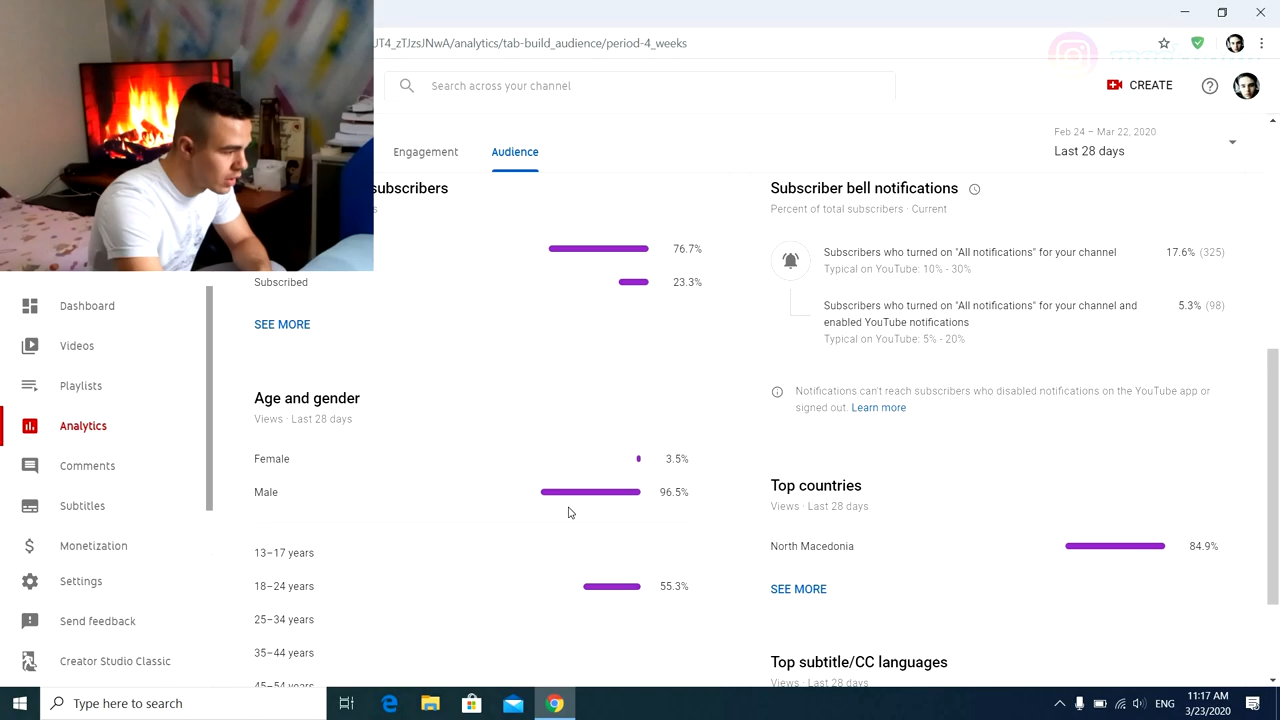 JT4_zTJzsJNwA/analytics/tab-build_audience/period-4_weeks
Search across your channel
CREATE
Engagement
Audience
Feb 24 – Mar 22, 2020
Last 28 days
subscribers
76.7%
Subscribed
23.3%
SEE MORE
Age and gender
Views · Last 28 days
Female
3.5%
Male
96.5%
13–17 years
18–24 years
55.3%
25–34 years
35–44 years
45–54 years
Subscriber bell notifications
Percent of total subscribers · Current
Subscribers who turned on "All notifications" for your channel
17.6% (325)
Typical on YouTube: 10% - 30%
Subscribers who turned on "All notifications" for your channel and
enabled YouTube notifications
5.3% (98)
Typical on YouTube: 5% - 20%
Notifications can't reach subscribers who disabled notifications on the YouTube app or
signed out. Learn more
Top countries
Views · Last 28 days
North Macedonia
84.9%
SEE MORE
Top subtitle/CC languages
Views · Last 28 days
Dashboard
Videos
Playlists
Analytics
Comments
Subtitles
Monetization
Settings
Send feedback
Creator Studio Classic
Type here to search
ENG
11:17 AM
3/23/2020